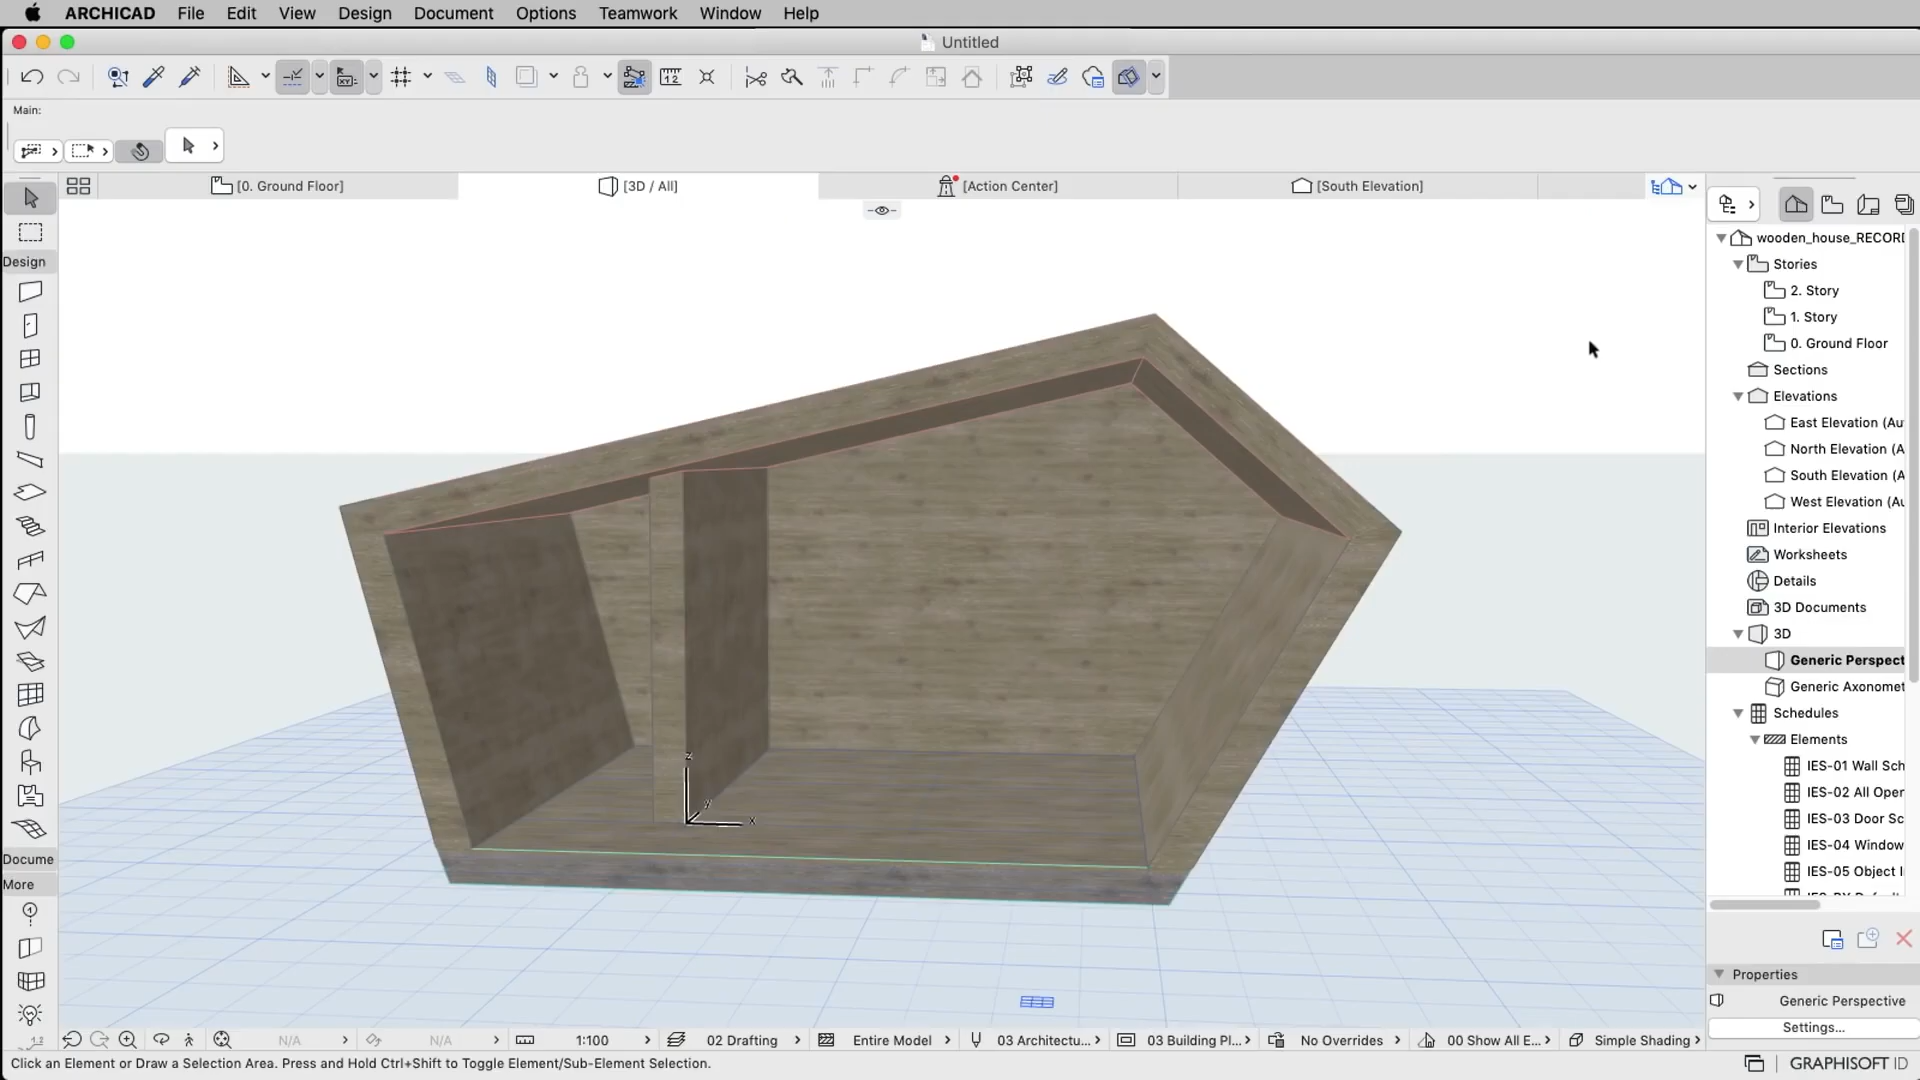 ARCHICAD File Edit View Design Document Options Teamwork Window Help
Untitled
Main:
[0. Ground Floor] [3D / All] [Action Center] [South Elevation]
Design
wooden_house_RECORD
Stories
2. Story
1. Story
0. Ground Floor
Sections
Elevations
East Elevation (Au
North Elevation (A
South Elevation (A
West Elevation (Au
Interior Elevations
Worksheets
Details
3D Documents
3D
Generic Perspect
Generic Axonomet
Schedules
Elements
IES-01 Wall Sch
IES-02 All Oper
IES-03 Door Sc
IES-04 Window
IES-05 Object I
z
y
x
Docume
More
Properties
Generic Perspective
Settings...
N/A N/A 1:100 02 Drafting Entire Model 03 Architectu... 03 Building Pl... No Overrides 00 Show All E... Simple Shading
Click an Element or Draw a Selection Area. Press and Hold Ctrl+Shift to Toggle Element/Sub-Element Selection.
GRAPHISOFT ID